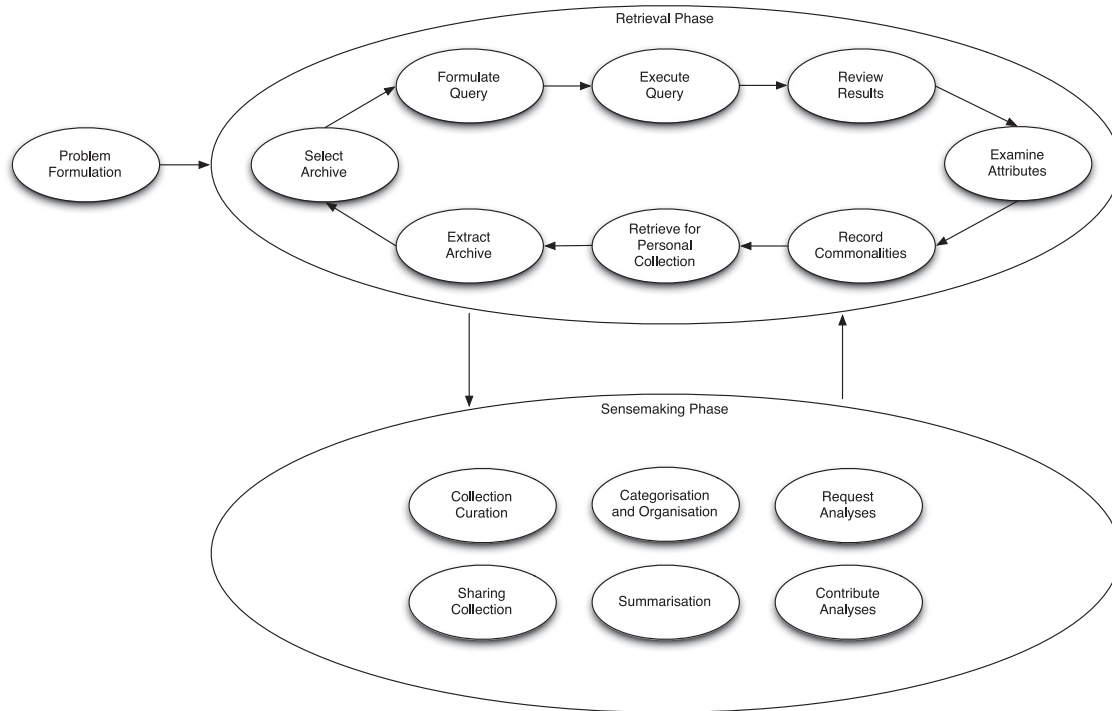 Retrieval Phase
Formulate
Query
Execute
Query
Review
Results
Problem
Formulation
Select
Archive
Examine
Attributes
Extract
Archive
Retrieve for
Personal
Collection
Record
Commonalities
Sensemaking Phase
Collection
Curation
Categorisation
and Organisation
Request
Analyses
Sharing
Collection
Summarisation
Contribute
Analyses